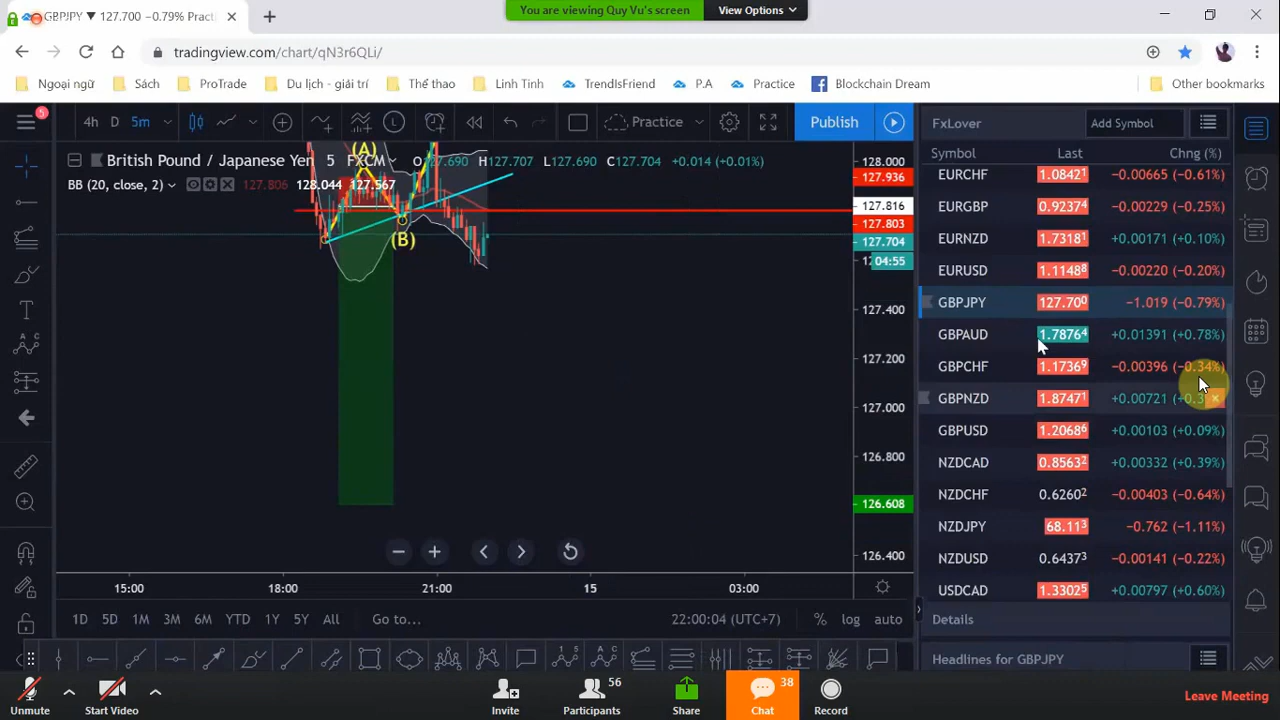 GBPJPY ▼ 127.700 −0.79% Practi
You are viewing Quy Vu's screen
View Options
tradingview.com/chart/qN3r6QLi/
Ngoại ngữ
Sách
ProTrade
Du lịch - giải trí
Thể thao
Linh Tinh
TrendIsFriend
P.A
Practice
Blockchain Dream
Other bookmarks
5
4h D 5m
Practice
Publish
FxLover
Add Symbol
British Pound / Japanese Yen 5 FXCM
O127.690 H127.707 L127.690 C127.704 +0.014 (+0.01%)
BB (20, close, 2) 127.806 128.044 127.567
(A)
(B)
128.000
127.936
127.816
127.803
127.704
04:55
127.400
127.200
127.000
126.800
126.608
126.400
15:00 18:00 21:00 15 03:00
1D 5D 1M 3M 6M YTD 1Y 5Y All Go to...
22:00:04 (UTC+7) % log auto
Symbol Last Chng (%)
EURCHF 1.08421 −0.00665 (−0.61%)
EURGBP 0.92374 −0.00229 (−0.25%)
EURNZD 1.73181 +0.00171 (+0.10%)
EURUSD 1.11488 −0.00220 (−0.20%)
GBPJPY 127.700 −1.019 (−0.79%)
GBPAUD 1.78764 +0.01391 (+0.78%)
GBPCHF 1.17369 −0.00396 (−0.34%)
GBPNZD 1.87471 +0.00721
GBPUSD 1.20686 +0.00103 (+0.09%)
NZDCAD 0.85632 +0.00332 (+0.39%)
NZDCHF 0.62602 −0.00403 (−0.64%)
NZDJPY 68.113 −0.762 (−1.11%)
NZDUSD 0.64373 −0.00141 (−0.22%)
USDCAD 1.33025 +0.00797 (+0.60%)
Details
Headlines for GBPJPY
Unmute
Start Video
Invite
56
Participants
Share
38
Chat
Record
Leave Meeting